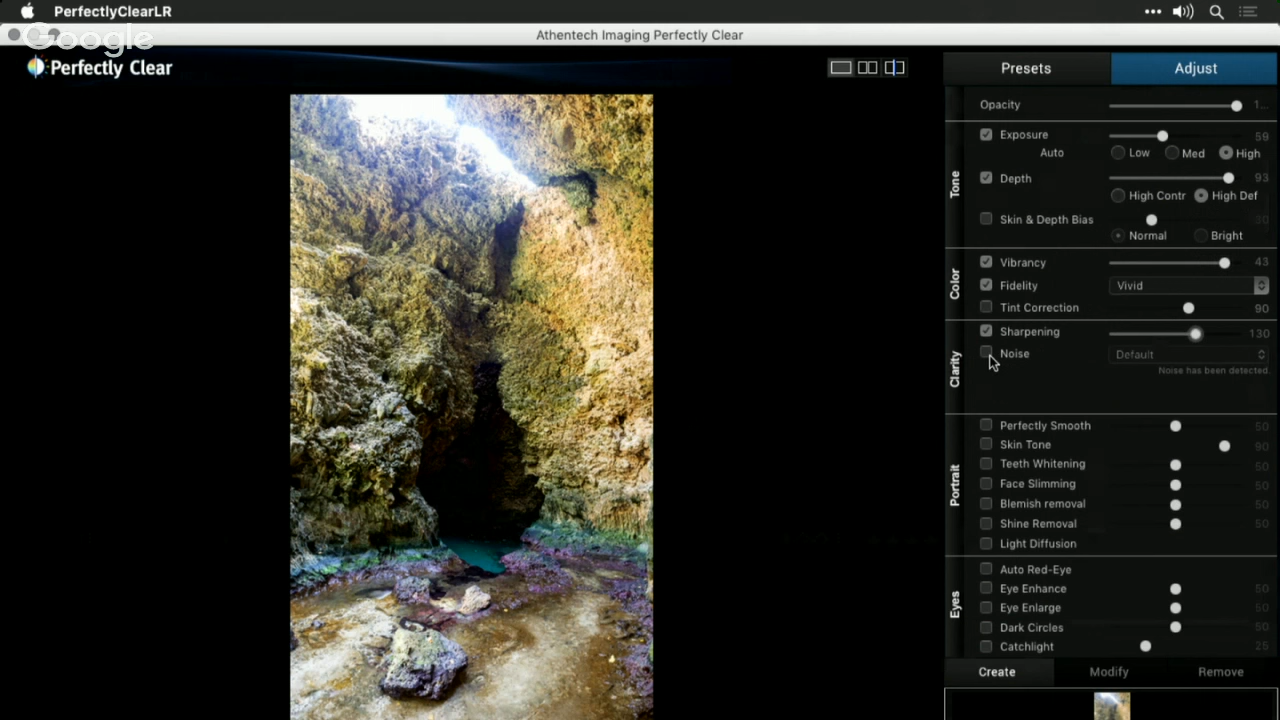 PerfectlyClearLR
Google
Athentech Imaging Perfectly Clear
Perfectly Clear
Presets
Adjust
Opacity 1...
Tone
Exposure 59
Auto Low Med High
Depth 93
High Contr High Def
Skin & Depth Bias 30
Normal Bright
Color
Vibrancy 43
Fidelity Vivid
Tint Correction 90
Clarity
Sharpening 130
Noise Default
Noise has been detected.
Portrait
Perfectly Smooth 50
Skin Tone 90
Teeth Whitening 50
Face Slimming 50
Blemish removal 50
Shine Removal 50
Light Diffusion
Eyes
Auto Red-Eye
Eye Enhance 50
Eye Enlarge 50
Dark Circles 50
Catchlight 25
Create Modify Remove